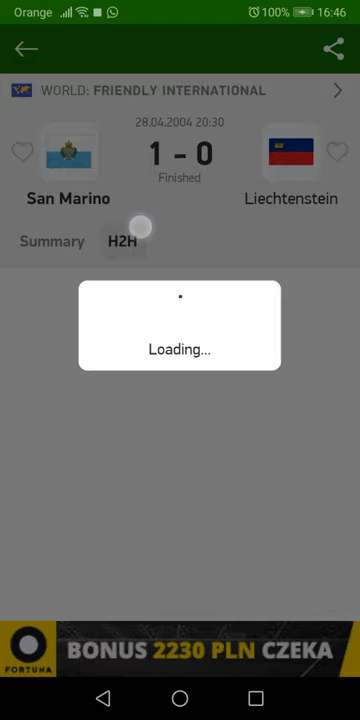 Orange 100% 16:46
WORLD: FRIENDLY INTERNATIONAL
28.04.2004 20:30
1 - 0
Finished
San Marino
Liechtenstein
Summary H2H
Loading...
FORTUNA
BONUS 2230 PLN CZEKA